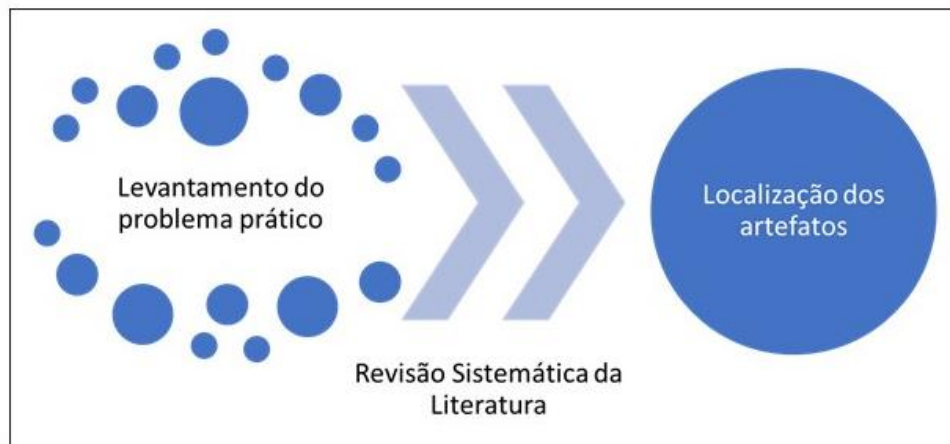 Levantamento do
problema prático
Revisão Sistemática da
Literatura
Localização dos
artefatos